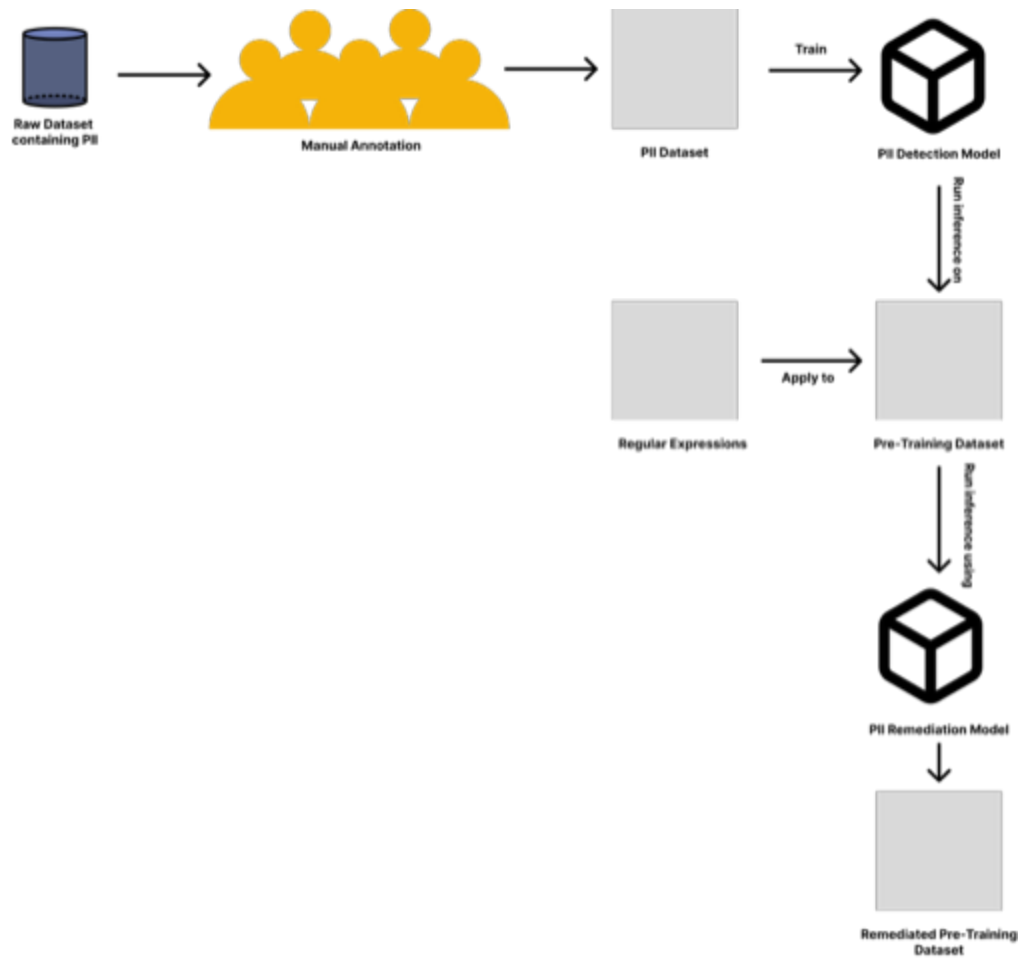 Raw Dataset
containing PII
Manual Annotation
PII Dataset
Train
PII Detection Model
Run inference on
Regular Expressions
Apply to
Pre-Training Dataset
Run inference using
PII Remediation Model
Remediated Pre-Training
Dataset